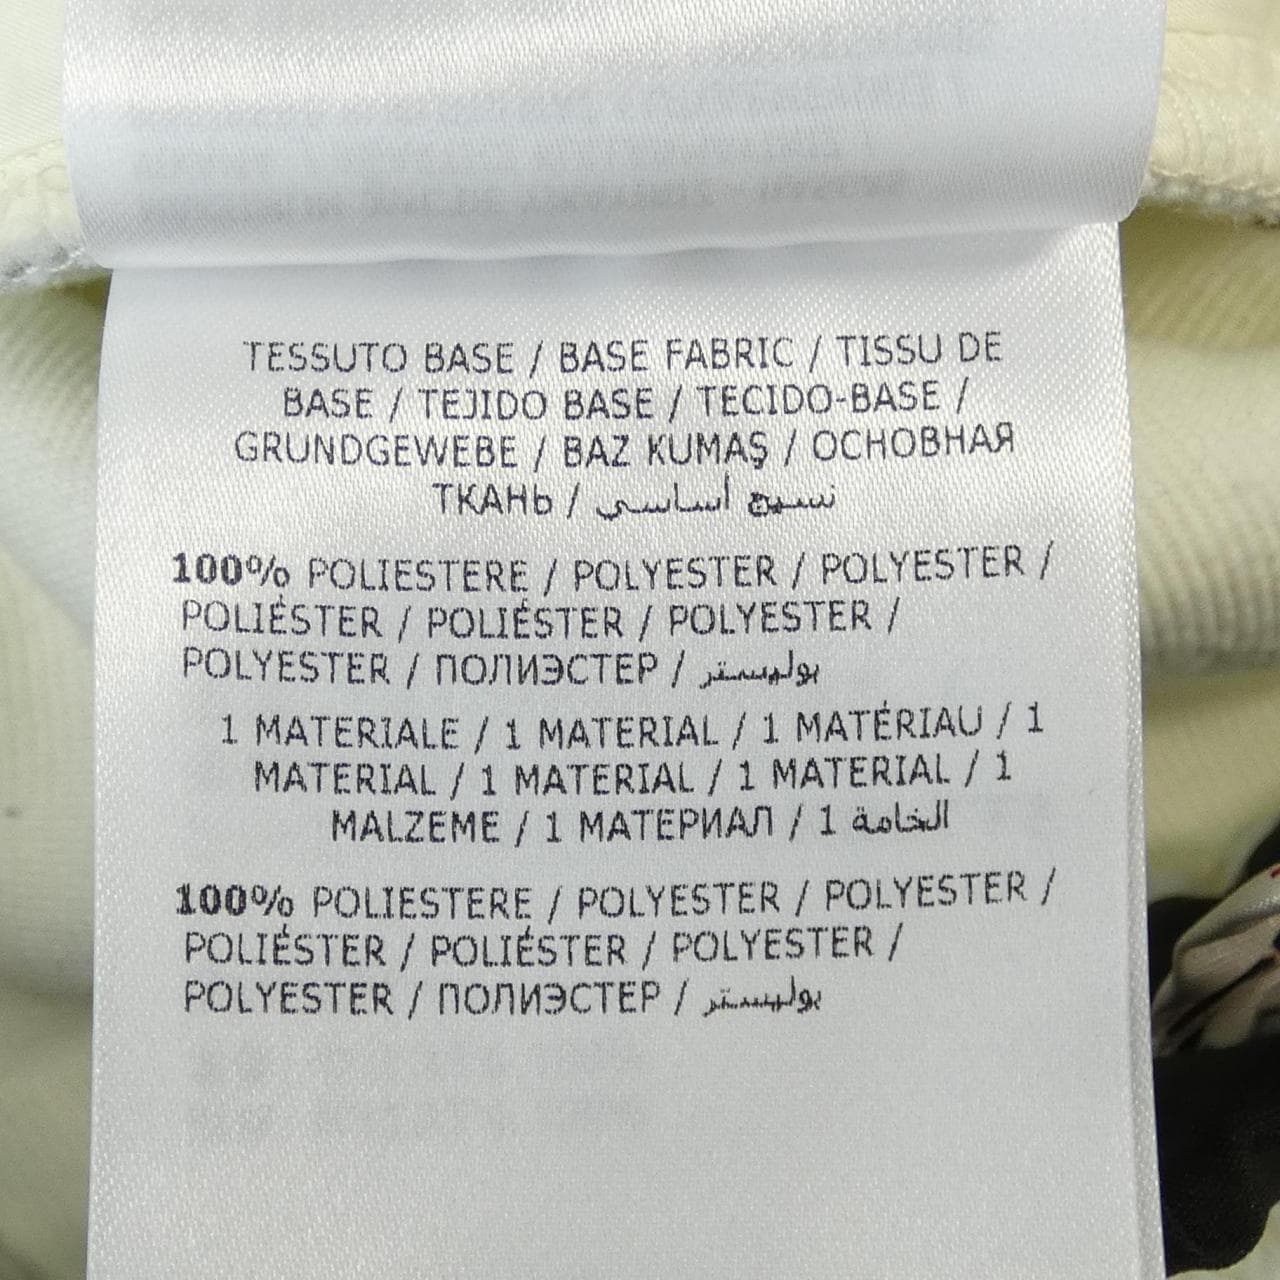 TESSUTO BASE / BASE FABRIC / TISSU DE
BASE / TEJIDO BASE / TECIDO-BASE /
GRUNDGEWEBE / BAZ KUMAŞ / ОСНОВНАЯ
ТКАНЬ / نسيج أساسي
100% POLIESTERE / POLYESTER / POLYESTER /
POLIÉSTER / POLIÉSTER / POLYESTER /
POLYESTER / ПОЛИЭСТЕР / بوليستر
1 MATERIALE / 1 MATERIAL / 1 MATÉRIAU / 1
MATERIAL / 1 MATERIAL / 1 MATERIAL / 1
MALZEME / 1 МАТЕРИАЛ / 1 الخامة
100% POLIESTERE / POLYESTER / POLYESTER /
POLIÉSTER / POLIÉSTER / POLYESTER /
POLYESTER / ПОЛИЭСТЕР / بوليستر